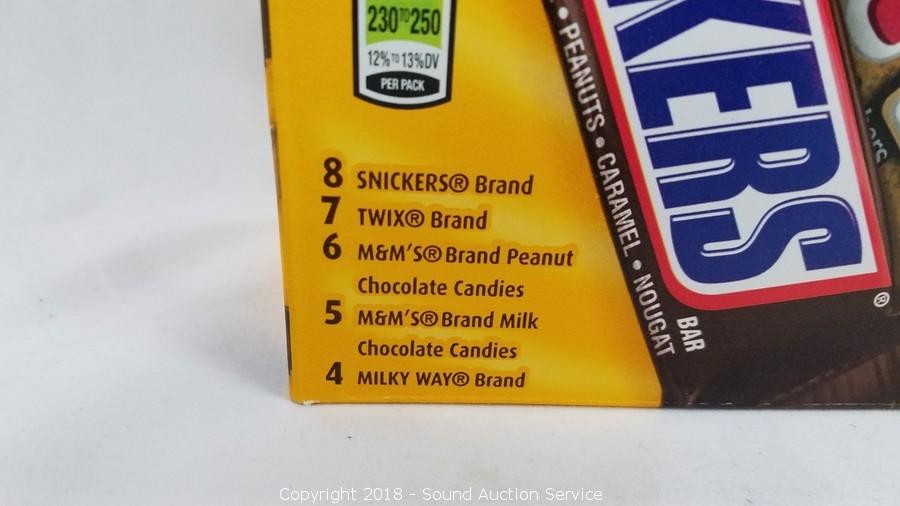 230 TO 250
12% TO 13% DV
PER PACK
8 SNICKERS® Brand
7 TWIX® Brand
6 M&M'S® Brand Peanut
Chocolate Candies
5 M&M'S® Brand Milk
Chocolate Candies
4 MILKY WAY® Brand
• PEANUTS • CARAMEL • NOUGAT
BAR
KERS®
Copyright 2018 - Sound Auction Service